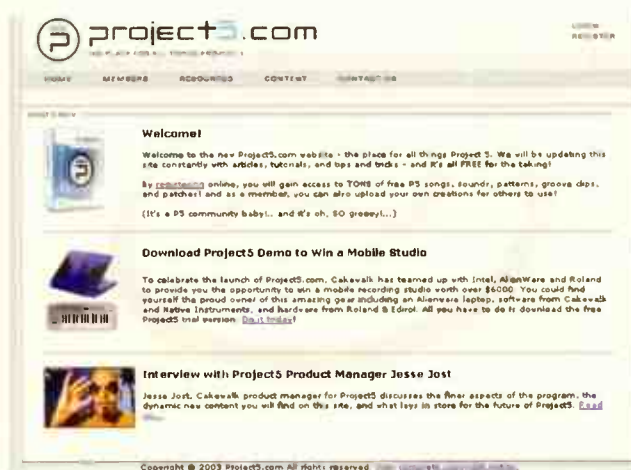 project5.com
LOGIN
REGISTER
HOME MEMBERS RESOURCES CONTENT CONTACT US
WHAT'S NEW
Welcome!
Welcome to the new Project5.com website - the place for all things Project 5. We will be updating this
site constantly with articles, tutorials, and tips and tricks - and it's all FREE for the taking!
By registering online, you will gain access to TONS of free P5 songs, sounds, patterns, groove clips,
and patches! and as a member, you can also upload your own creations for others to use!
(It's a P5 community baby!.. and it's oh, SO groovy!...)
Download Project5 Demo to Win a Mobile Studio
To celebrate the launch of Project5.com, Cakewalk has teamed up with Intel, AlienWare and Roland
to provide you the opportunity to win a mobile recording studio worth over $6000. You could find
yourself the proud owner of this amazing gear including an Alienware laptop, software from Cakewalk
and Native Instruments, and hardware from Roland & Edirol. All you have to do is download the free
Project5 trial version. Do it today!
Interview with Project5 Product Manager Jesse Jost
Jesse Jost, Cakewalk product manager for Project5 discusses the finer aspects of the program, the
dynamic new content you will find on this site, and what lays in store for the future of Project5. Read
Copyright © 2003 Project5.com All rights reserved.